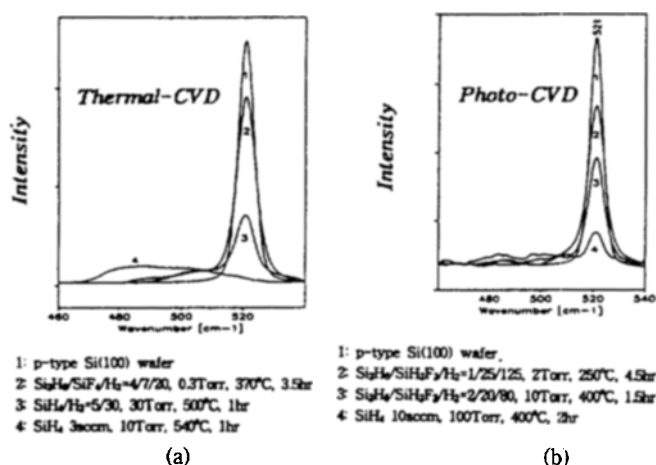 Thermal-CVD
Intensity
1
2
3
4
460 480 500 520
Wavenumber [cm-1]
1: p-type Si(100) wafer
2: Si₂H₆/SiF₄/H₂=4/7/20, 0.3Torr, 370°C, 3.5hr
3: SiH₄/H₂=5/30, 30Torr, 500°C, 1hr
4: SiH₄ 3sccm, 10Torr, 540°C, 1hr
(a)
Photo-CVD
Intensity
521
1
2
3
4
480 500 520 540
Wavenumber [cm-1]
1: p-type Si(100) wafer.
2: Si₂H₆/SiH₂F₂/H₂=1/25/125, 2Torr, 250°C, 4.5hr
3: Si₂H₆/SiH₂F₂/H₂=2/20/80, 10Torr, 400°C, 1.5hr
4: SiH₄ 10sccm, 100Torr, 400°C, 2hr
(b)